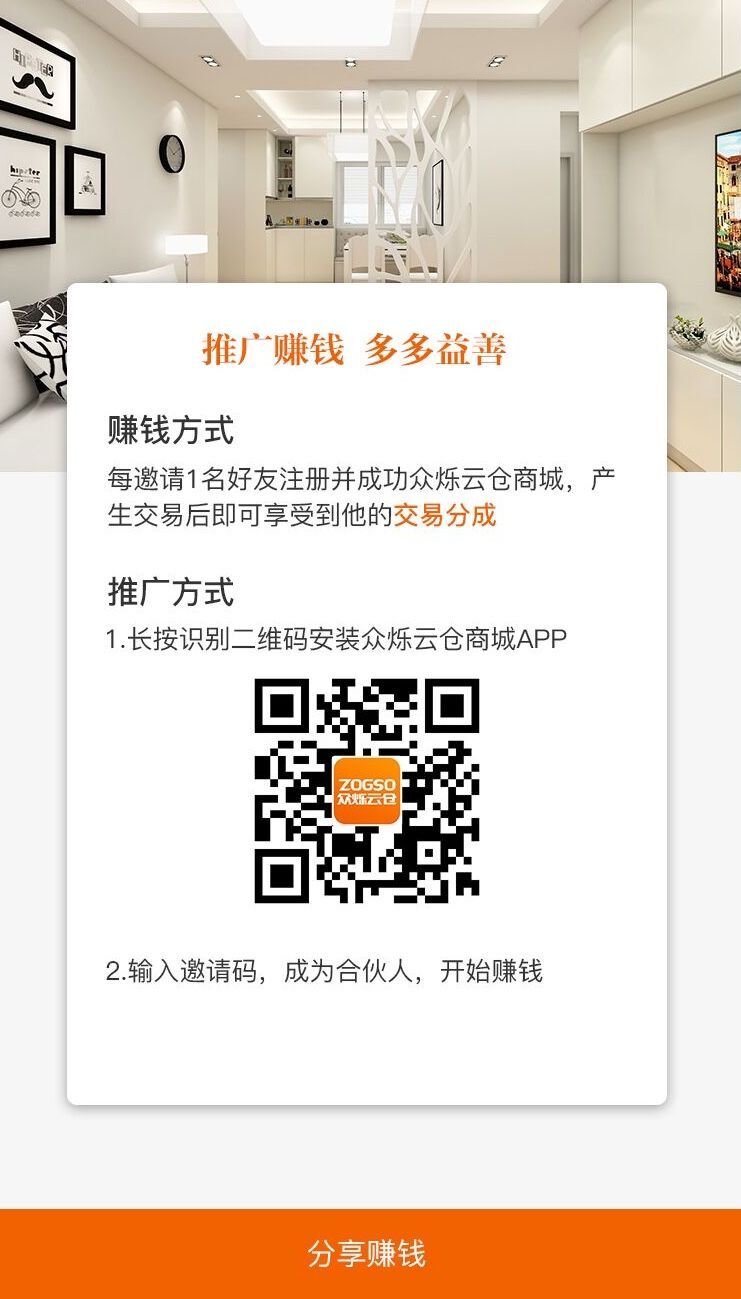 HIPSTER
hipster
推广赚钱 多多益善
赚钱方式
每邀请1名好友注册并成功众烁云仓商城，产
生交易后即可享受到他的交易分成
推广方式
1.长按识别二维码安装众烁云仓商城APP
ZOGSO
众烁云仓
2.输入邀请码，成为合伙人，开始赚钱
分享赚钱